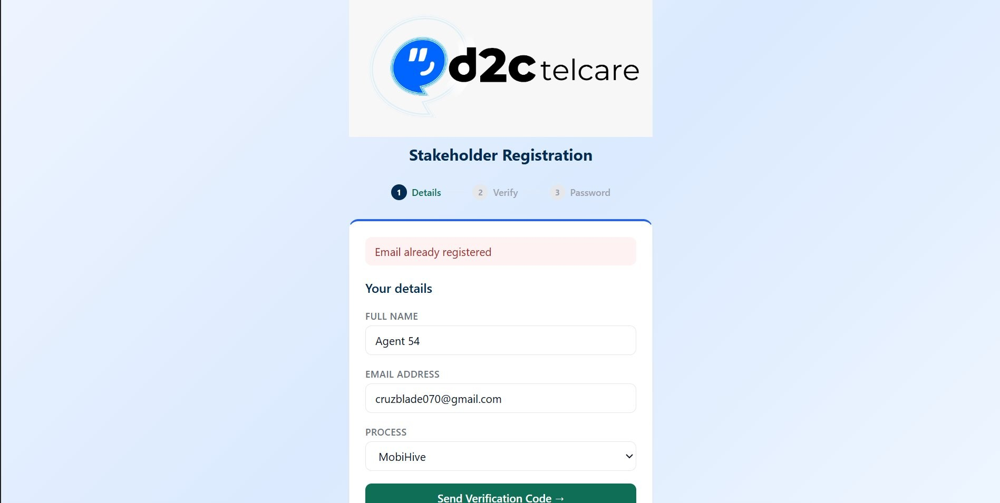 d2c telcare
Stakeholder Registration
1 Details 2 Verify 3 Password
Email already registered
Your details
FULL NAME
Agent 54
EMAIL ADDRESS
cruzblade070@gmail.com
PROCESS
MobiHive
Send Verification Code →